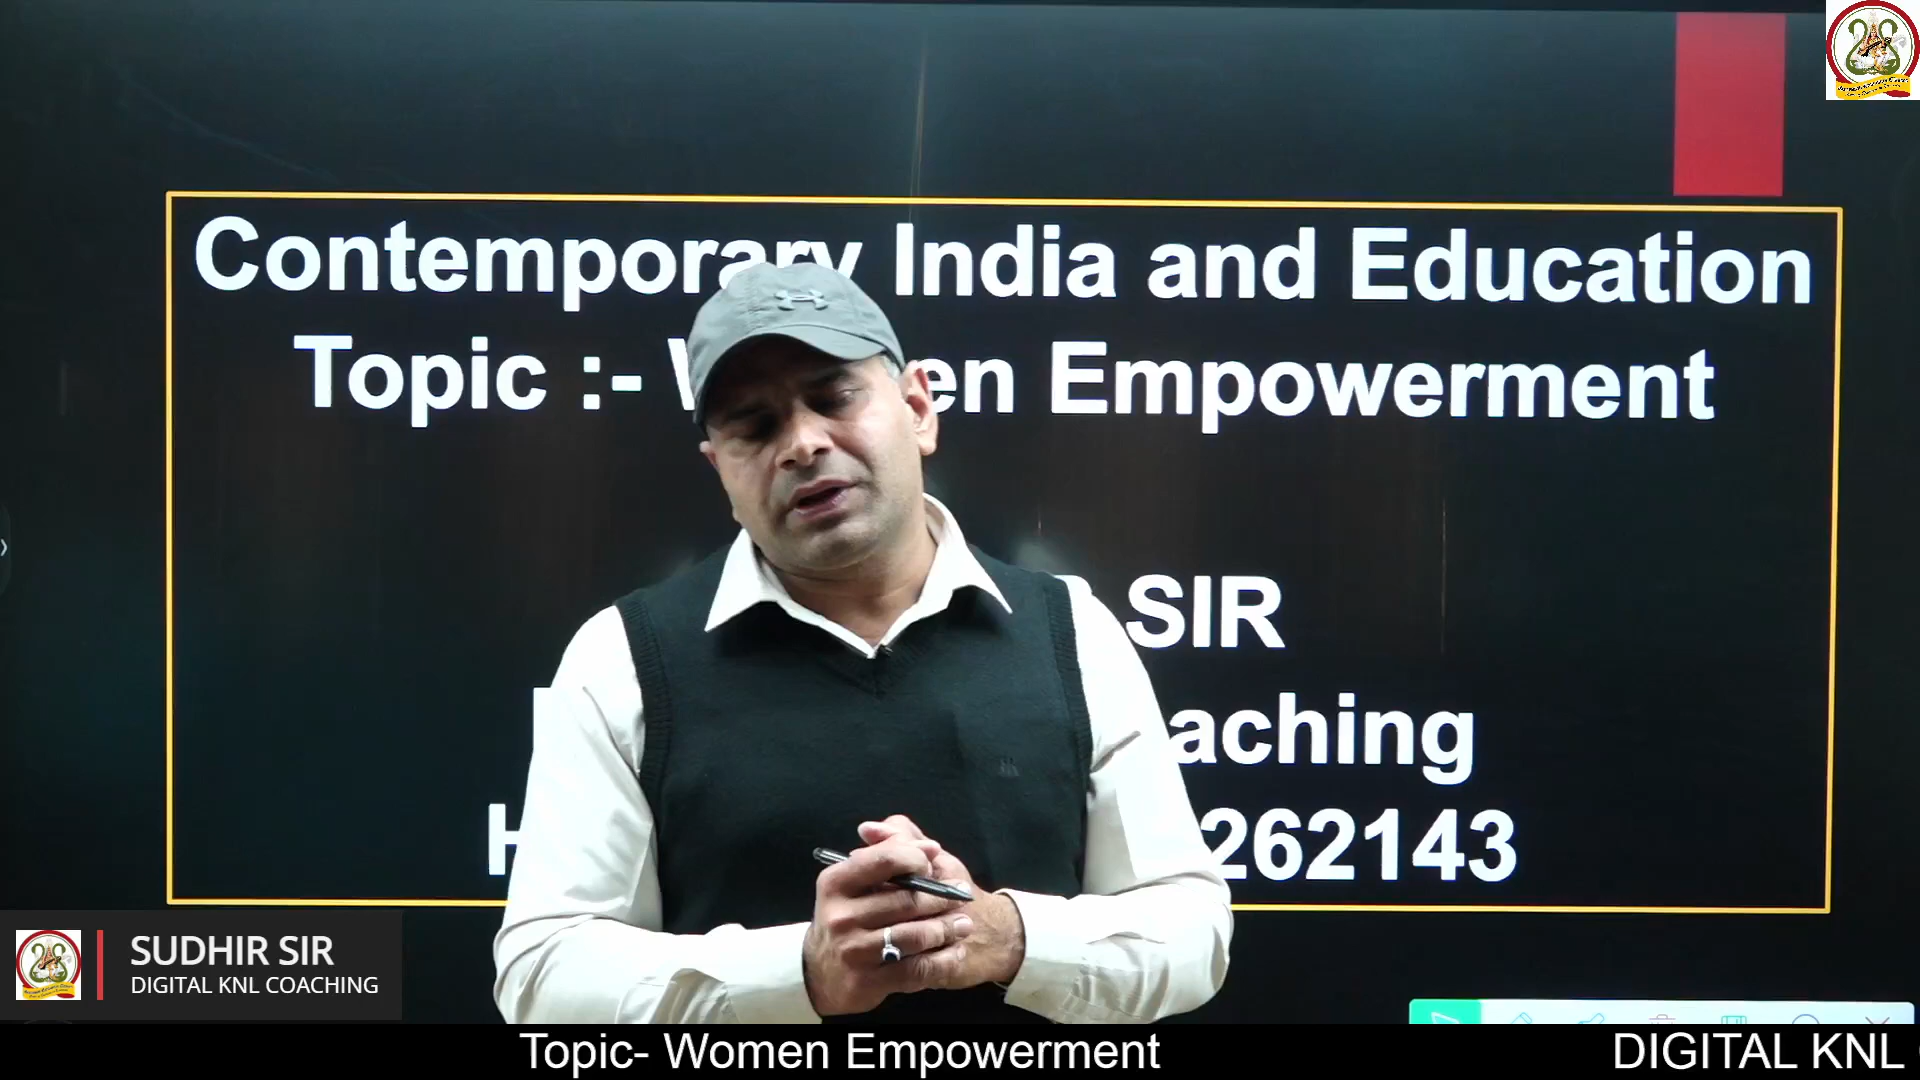 Contemporary India and Education
Topic :- en Empowerment
SIR
aching
H 262143
SUDHIR SIR
DIGITAL KNL COACHING
Topic- Women Empowerment
DIGITAL KNL